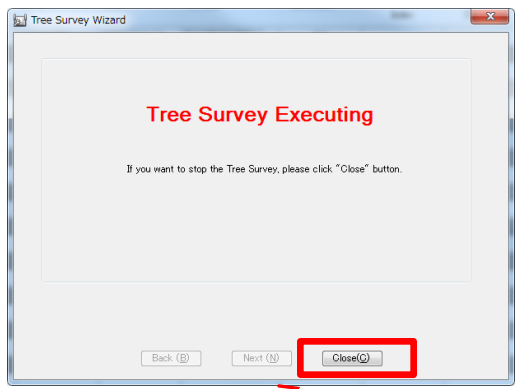 Tree Survey Wizard
Tree Survey Executing
If you want to stop the Tree Survey, please click "Close" button.
Back (B) Next (N) Close(C)